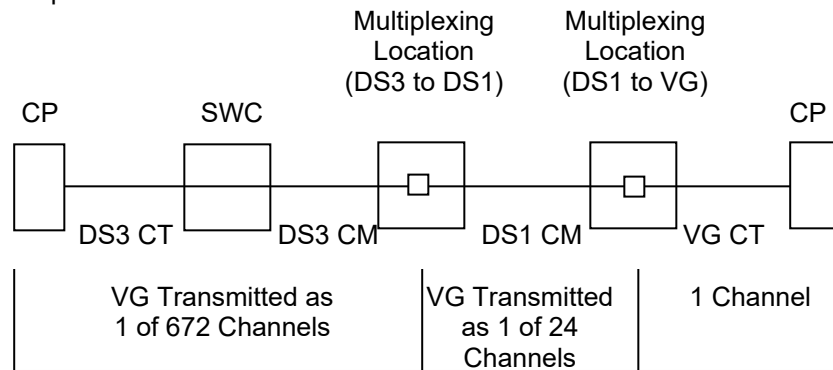 Multiplexing
Location
(DS3 to DS1)
Multiplexing
Location
(DS1 to VG)
CP
SWC
CP
DS3 CT
DS3 CM
DS1 CM
VG CT
VG Transmitted as
1 of 672 Channels
VG Transmitted
as 1 of 24
Channels
1 Channel